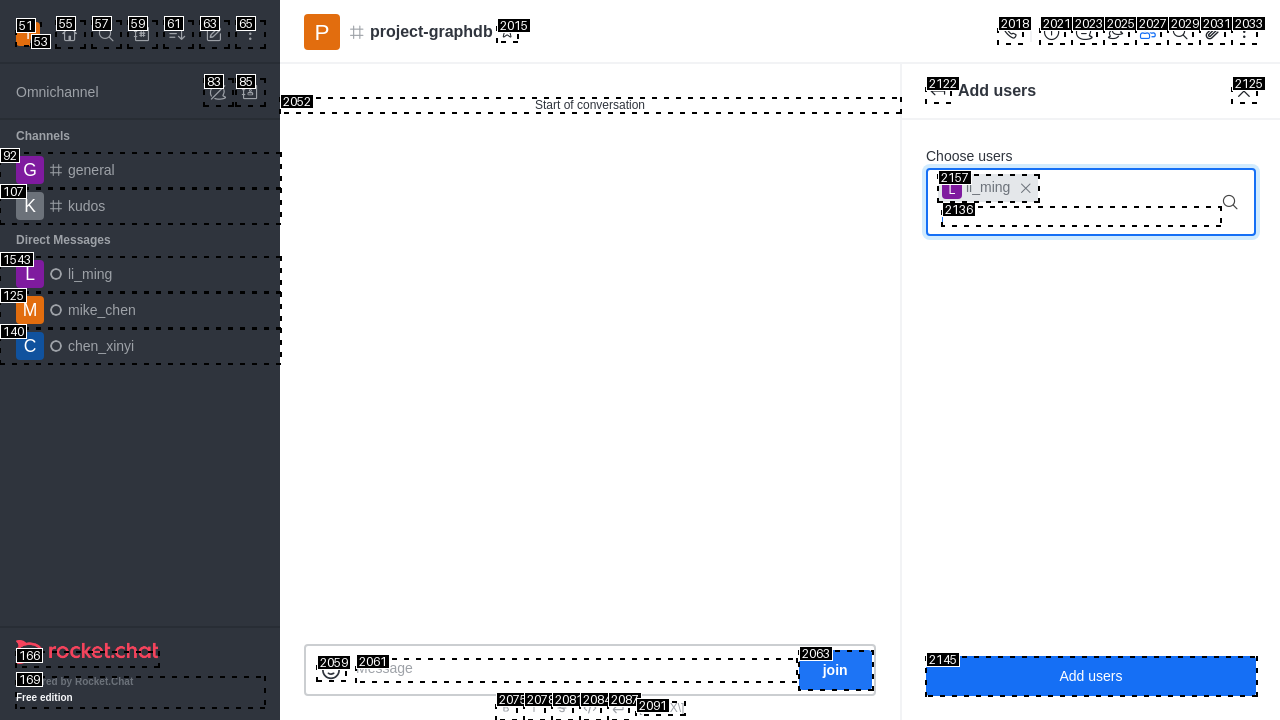 51
53
55
57
59
61
63
65
P
project-graphdb
2015
2018
2021
2023
2025
2027
2029
2031
2033
Omnichannel
83
85
2052
Start of conversation
2122
Add users
2125
Channels
92
G
general
107
K
kudos
Direct Messages
1543
L
li_ming
125
M
mike_chen
140
C
chen_xinyi
Choose users
2157
L
li_ming
2136
166
rocket.chat
169
by Rocket.Chat
Free edition
2059
2061
Message
2063
join
2075
2078
2081
2084
2087
2091
2145
Add users